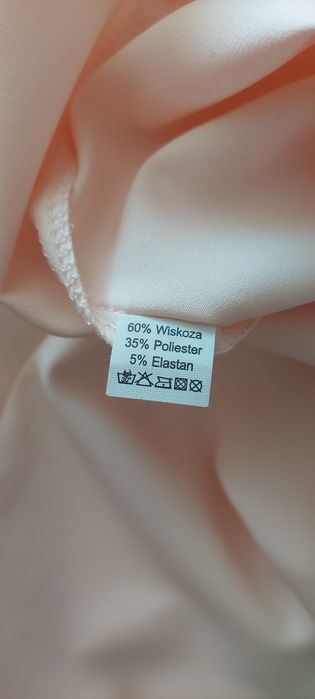 60% Wiskoza
35% Poliester
5% Elastan